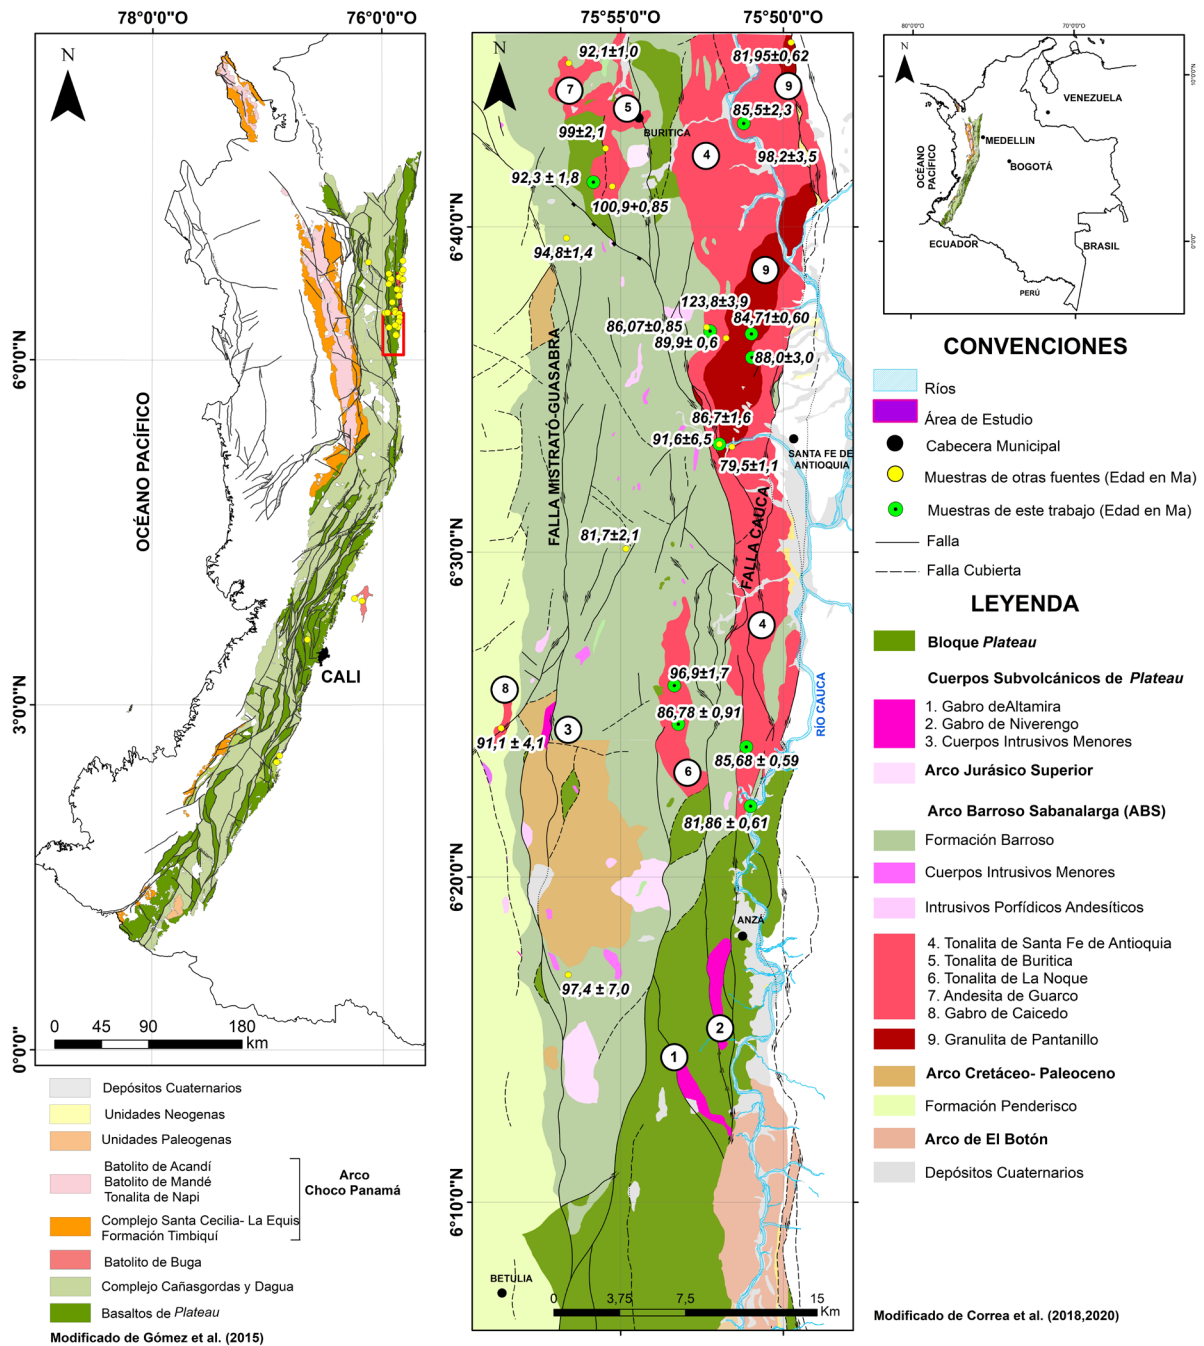 78°0'0"W
76°0'0"W
N
6°0'0"N
3°0'0"N
0°0'0"
OCÉANO PACÍFICO
CALI
0 45 90 180
km
Depósitos Cuaternarios
Unidades Neogenas
Unidades Paleogenas
Batolito de Acandí
Batolito de Mandé
Tonalita de Napi
Arco
Choco Panamá
Complejo Santa Cecilia- La Equis
Formación Timbiquí
Batolito de Buga
Complejo Cañasgordas y Dagua
Basaltos de Plateau
Modificado de Gómez et al. (2015)
75°55'0"W
75°50'0"W
N
6°40'0"N
6°30'0"N
6°20'0"N
6°10'0"N
92,1±1,0
81,95±0,62
7
9
5
85,5±2,3
99±2,1
BURITICA
4
98,2±3,5
92,3 ± 1,8
100,9+0,85
94,8±1,4
9
123,8±3,9
86,07±0,85
84,71±0,60
89,9± 0,6
88,0±3,0
FALLA MISTRATÓ-GUASABRA
86,7±1,6
91,6±6,5
SANTA FE DE
ANTIOQUIA
79,5±1,1
FALLA CAUCA
81,7±2,1
4
96,9±1,7
8
86,78 ± 0,91
RÍO CAUCA
3
91,1 ± 4,1
85,68 ± 0,59
6
81,86 ± 0,61
ANZÁ
97,4 ± 7,0
2
1
BETULIA
0 3,75 7,5 15
Km
80°0'0"O
70°0'0"O
N
10°0'0"N
0°0'0"
VENEZUELA
MEDELLIN
BOGOTÁ
OCÉANO
PACÍFICO
ECUADOR
BRASIL
PERÚ
CONVENCIONES
Ríos
Área de Estudio
Cabecera Municipal
Muestras de otras fuentes (Edad en Ma)
Muestras de este trabajo (Edad en Ma)
Falla
Falla Cubierta
LEYENDA
Bloque Plateau
Cuerpos Subvolcánicos de Plateau
1. Gabro deAltamira
2. Gabro de Niverengo
3. Cuerpos Intrusivos Menores
Arco Jurásico Superior
Arco Barroso Sabanalarga (ABS)
Formación Barroso
Cuerpos Intrusivos Menores
Intrusivos Porfídicos Andesíticos
4. Tonalita de Santa Fe de Antioquia
5. Tonalita de Buritica
6. Tonalita de La Noque
7. Andesita de Guarco
8. Gabro de Caicedo
9. Granulita de Pantanillo
Arco Cretáceo- Paleoceno
Formación Penderisco
Arco de El Botón
Depósitos Cuaternarios
Modificado de Correa et al. (2018,2020)